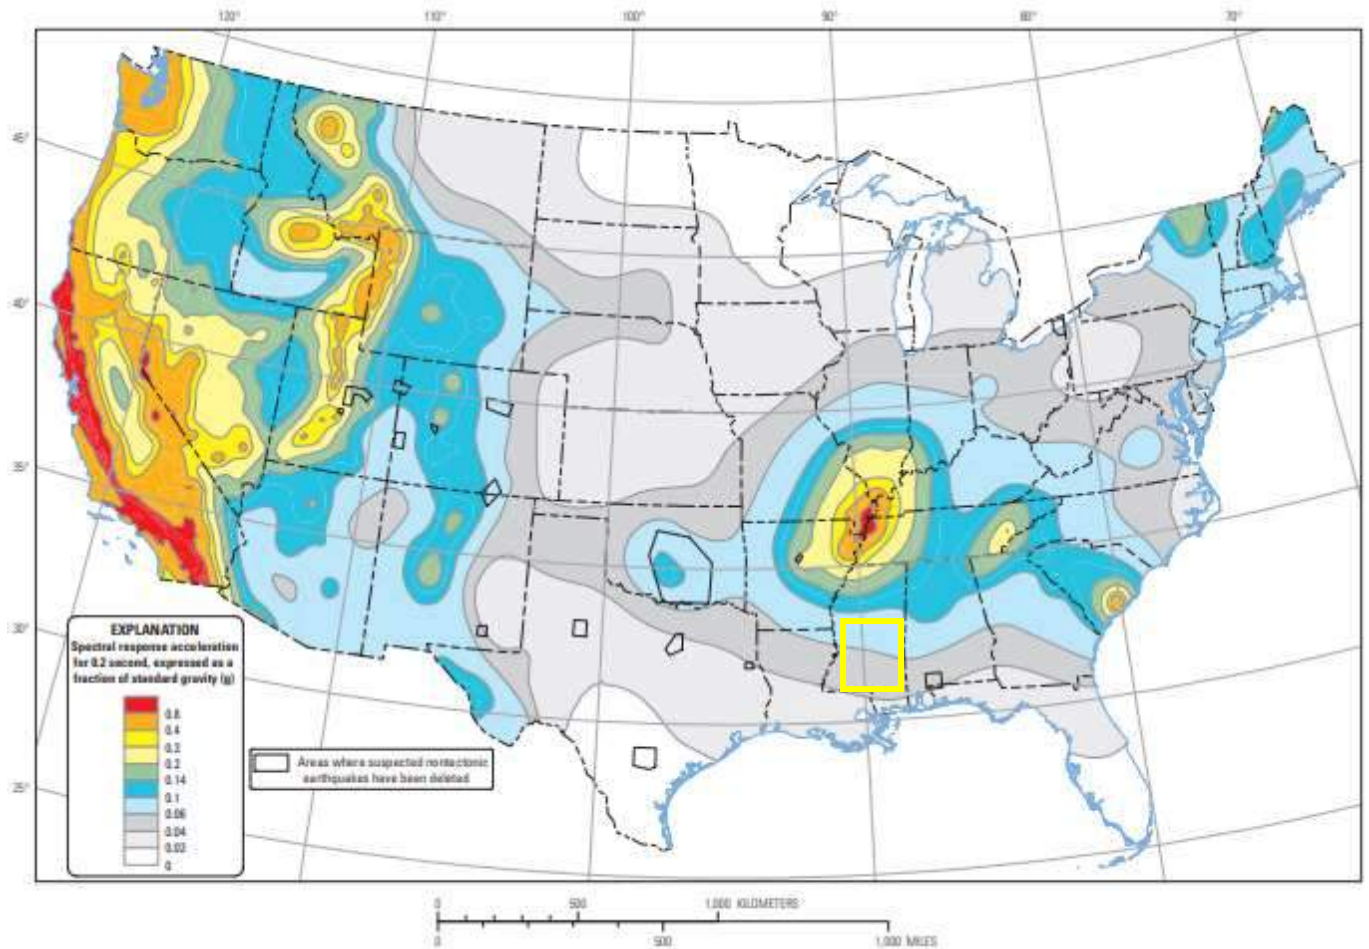 120° 110° 100° 90° 80° 70°
45°
40°
35°
30°
25°
EXPLANATION
Spectral response acceleration
for 0.2 second, expressed as a
fraction of standard gravity (g)
0.8
0.4
0.3
0.2
0.14
0.1
0.06
0.04
0.02
0
Areas where suspected nontectonic
earthquakes have been deleted
0 500 1,000 KILOMETERS
0 500 1,000 MILES